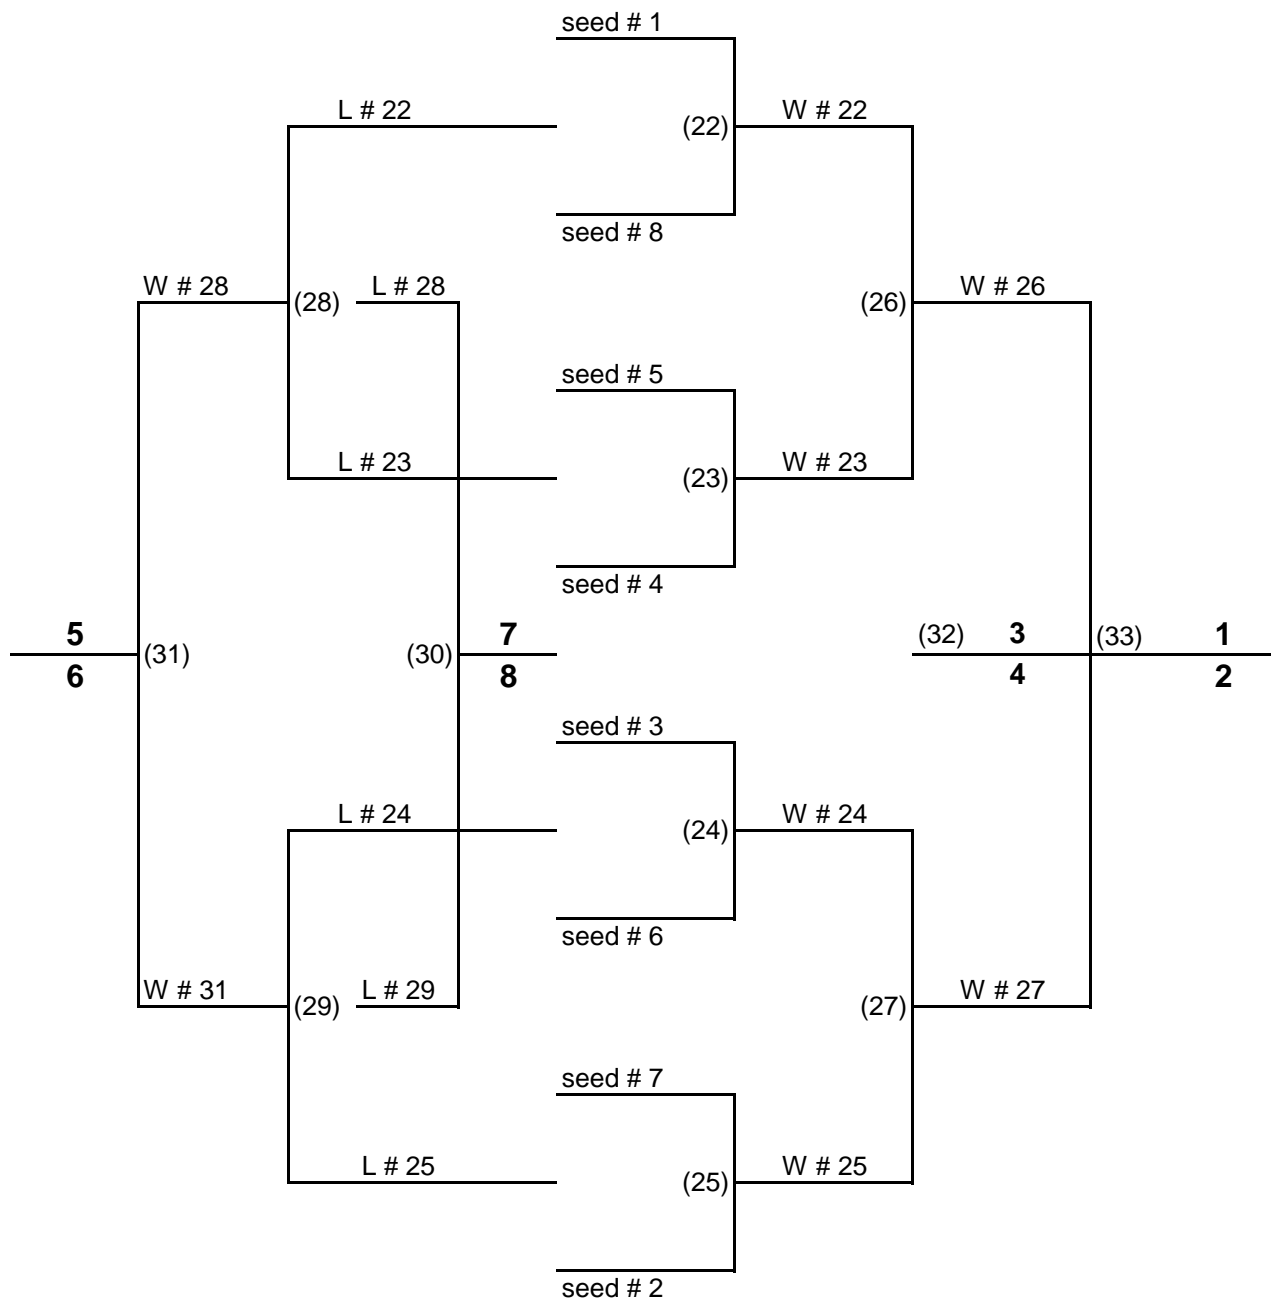 seed # 1
L # 22
(22)
W # 22
seed # 8
W # 28
(28)
L # 28
(26)
W # 26
seed # 5
L # 23
(23)
W # 23
seed # 4
5
(31)
6
(30)
7
8
(32)
3
4
(33)
1
2
seed # 3
L # 24
(24)
W # 24
seed # 6
W # 31
(29)
L # 29
(27)
W # 27
seed # 7
L # 25
(25)
W # 25
seed # 2